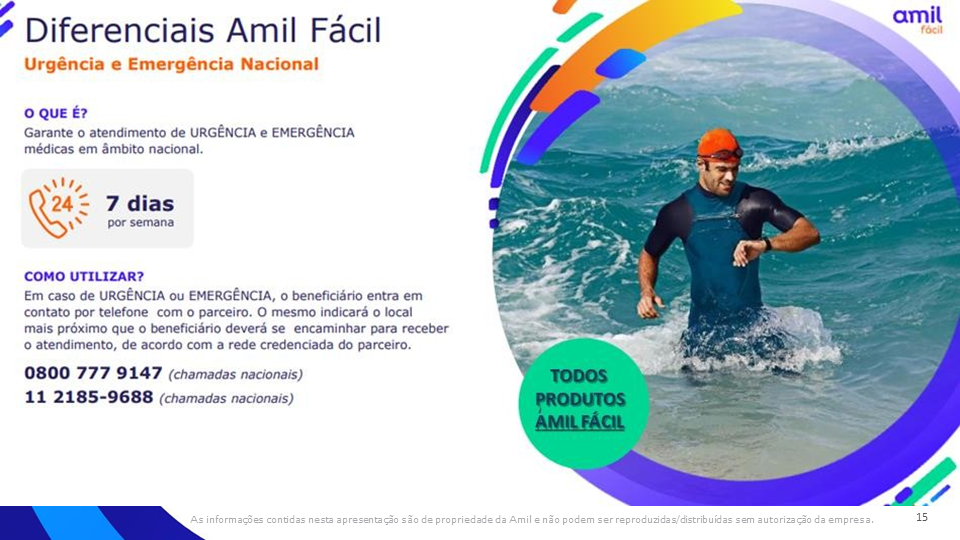 Diferenciais Amil Fácil
Urgência e Emergência Nacional
amil
fácil
O QUE É?
Garante o atendimento de URGÊNCIA e EMERGÊNCIA
médicas em âmbito nacional.
24
7 dias
por semana
COMO UTILIZAR?
Em caso de URGÊNCIA ou EMERGÊNCIA, o beneficiário entra em
contato por telefone  com o parceiro. O mesmo indicará o local
mais próximo que o beneficiário deverá se  encaminhar para receber
o atendimento, de acordo com a rede credenciada do parceiro.
0800 777 9147 (chamadas nacionais)
11 2185-9688 (chamadas nacionais)
TODOS
PRODUTOS
AMIL FÁCIL
As informações contidas nesta apresentação são de propriedade da Amil e não podem ser reproduzidas/distribuídas sem autorização da empresa.
15